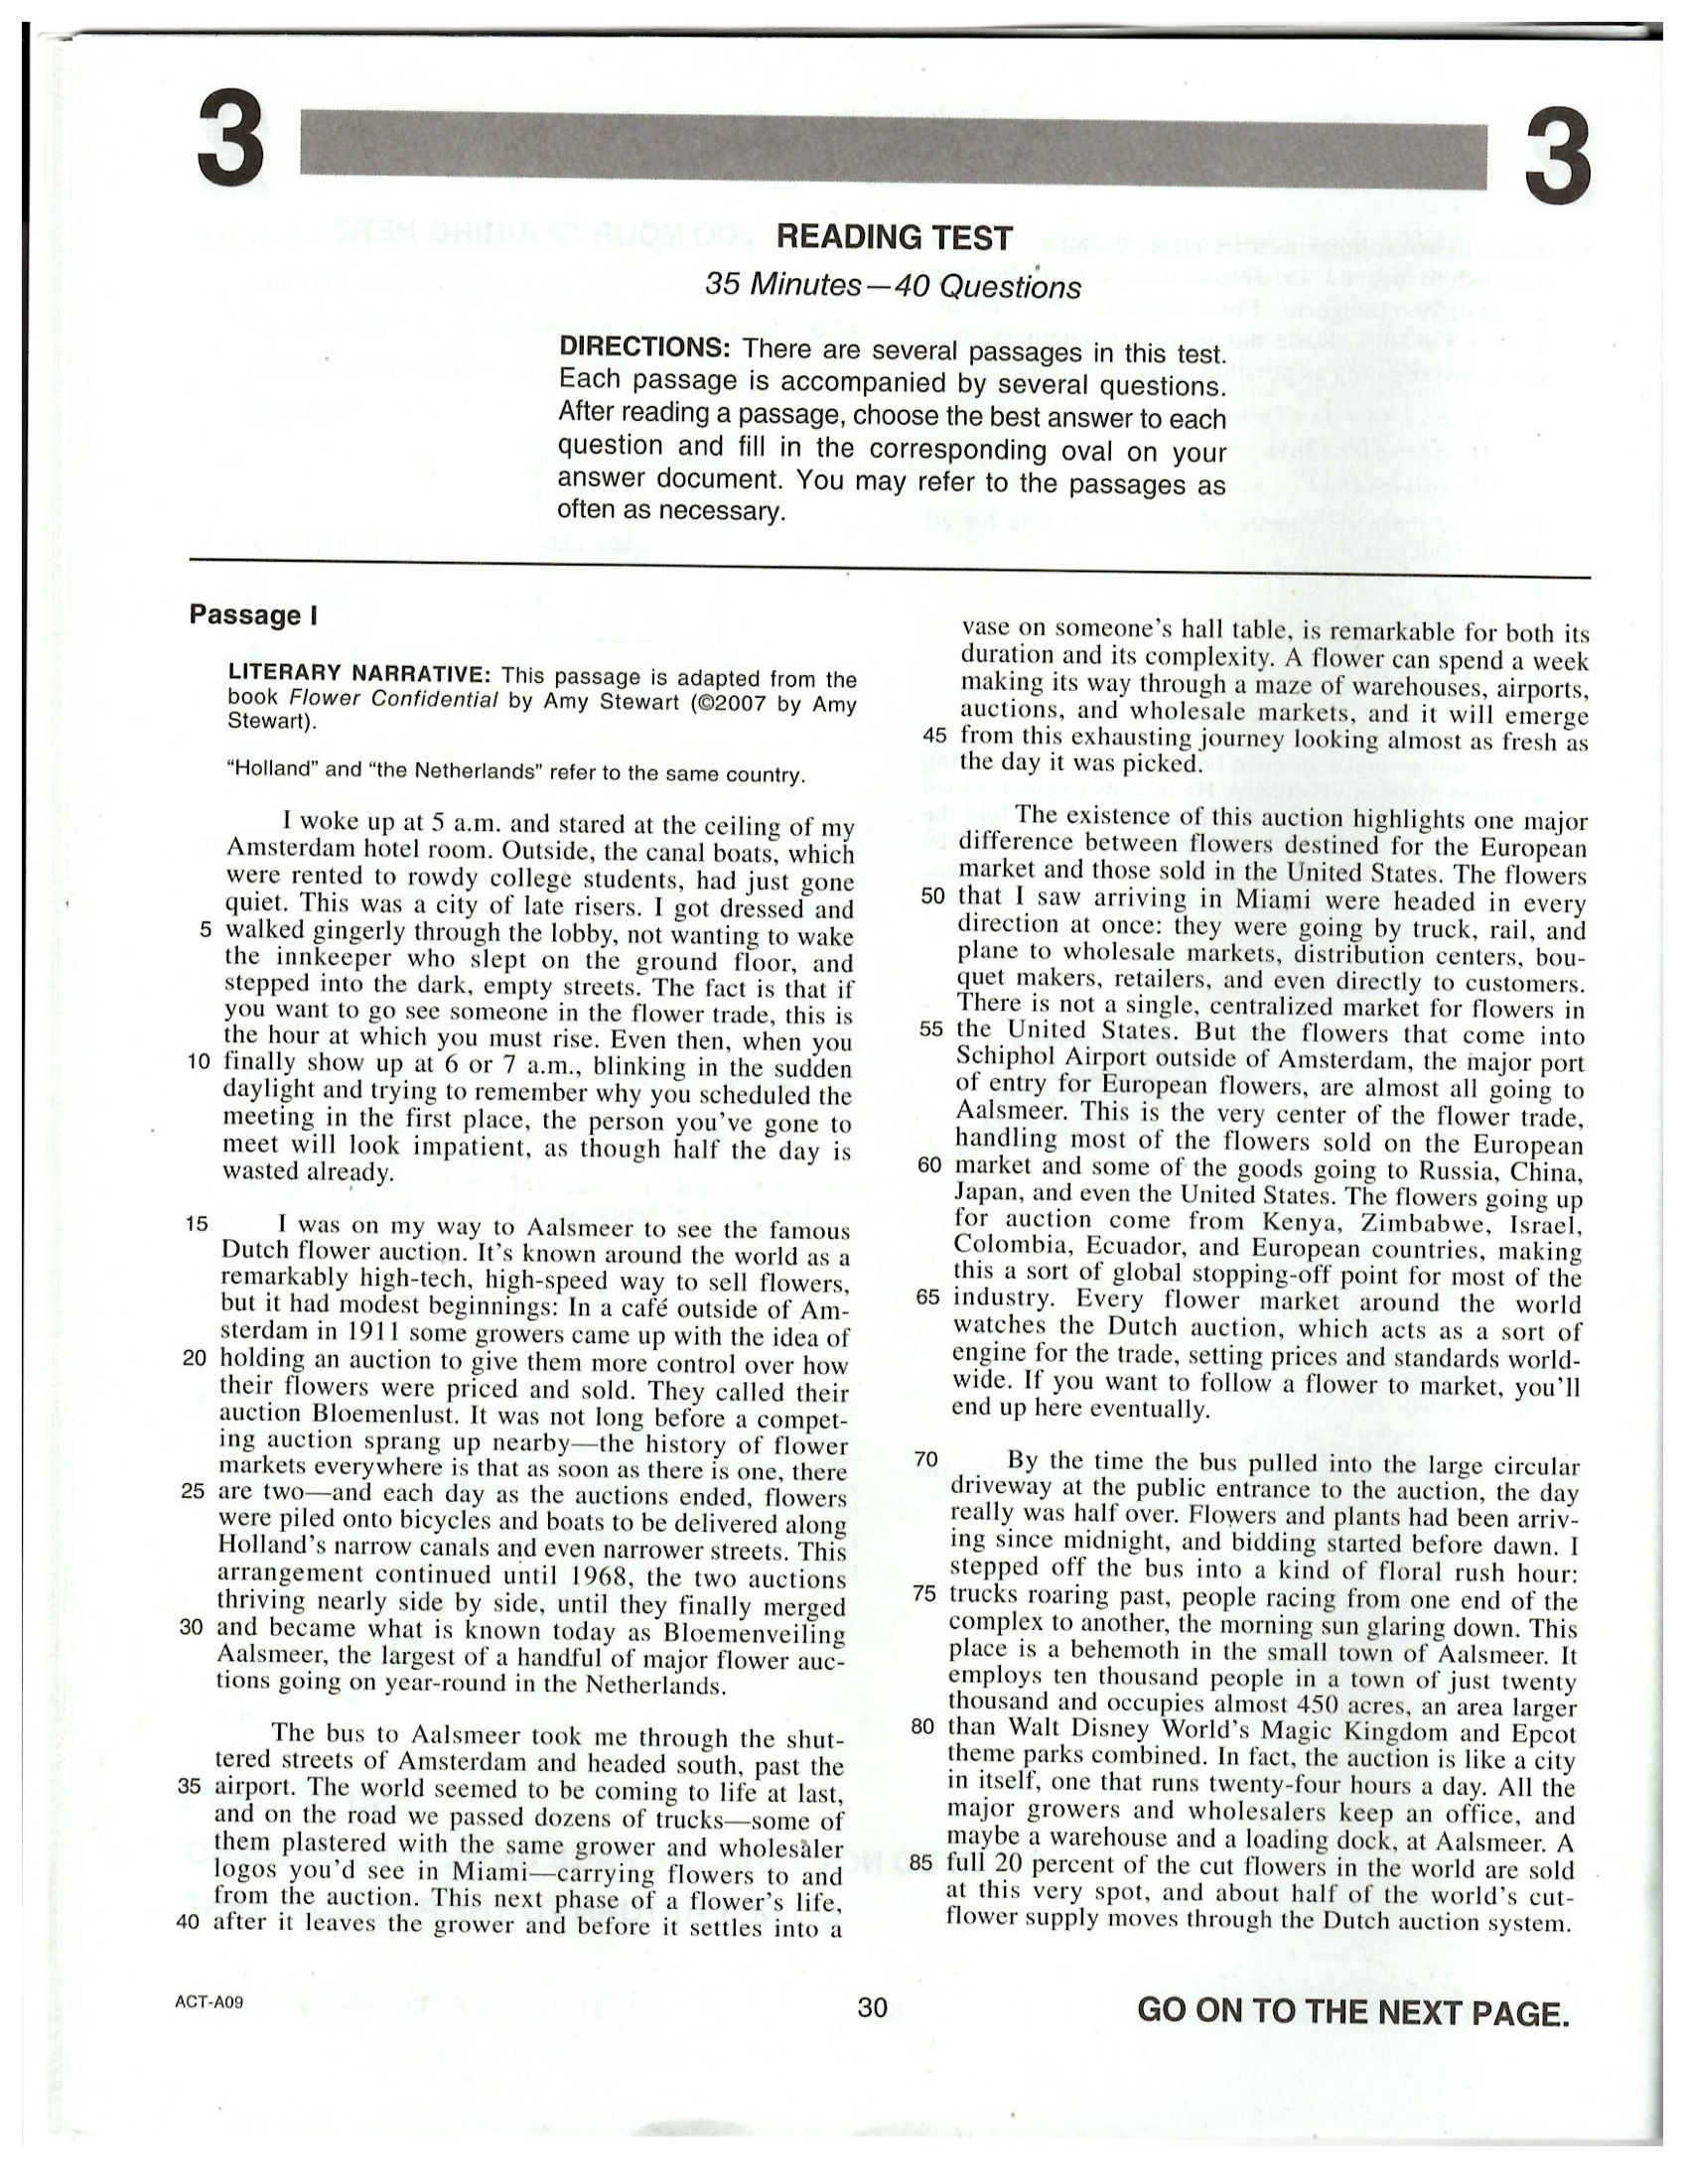 3
3
READING TEST
35 Minutes—40 Questions
DIRECTIONS: There are several passages in this test.
Each passage is accompanied by several questions.
After reading a passage, choose the best answer to each
question and fill in the corresponding oval on your
answer document. You may refer to the passages as
often as necessary.
Passage I
LITERARY NARRATIVE: This passage is adapted from the
book Flower Confidential by Amy Stewart (©2007 by Amy
Stewart).
"Holland" and "the Netherlands" refer to the same country.
I woke up at 5 a.m. and stared at the ceiling of my
Amsterdam hotel room. Outside, the canal boats, which
were rented to rowdy college students, had just gone
quiet. This was a city of late risers. I got dressed and
5 walked gingerly through the lobby, not wanting to wake
the innkeeper who slept on the ground floor, and
stepped into the dark, empty streets. The fact is that if
you want to go see someone in the flower trade, this is
the hour at which you must rise. Even then, when you
10 finally show up at 6 or 7 a.m., blinking in the sudden
daylight and trying to remember why you scheduled the
meeting in the first place, the person you've gone to
meet will look impatient, as though half the day is
wasted already.
15 I was on my way to Aalsmeer to see the famous
Dutch flower auction. It's known around the world as a
remarkably high-tech, high-speed way to sell flowers,
but it had modest beginnings: In a café outside of Am-
sterdam in 1911 some growers came up with the idea of
20 holding an auction to give them more control over how
their flowers were priced and sold. They called their
auction Bloemenlust. It was not long before a compet-
ing auction sprang up nearby—the history of flower
markets everywhere is that as soon as there is one, there
25 are two—and each day as the auctions ended, flowers
were piled onto bicycles and boats to be delivered along
Holland's narrow canals and even narrower streets. This
arrangement continued until 1968, the two auctions
thriving nearly side by side, until they finally merged
30 and became what is known today as Bloemenveiling
Aalsmeer, the largest of a handful of major flower auc-
tions going on year-round in the Netherlands.
The bus to Aalsmeer took me through the shut-
tered streets of Amsterdam and headed south, past the
35 airport. The world seemed to be coming to life at last,
and on the road we passed dozens of trucks—some of
them plastered with the same grower and wholesaler
logos you'd see in Miami—carrying flowers to and
from the auction. This next phase of a flower's life,
40 after it leaves the grower and before it settles into a
vase on someone's hall table, is remarkable for both its
duration and its complexity. A flower can spend a week
making its way through a maze of warehouses, airports,
auctions, and wholesale markets, and it will emerge
45 from this exhausting journey looking almost as fresh as
the day it was picked.
The existence of this auction highlights one major
difference between flowers destined for the European
market and those sold in the United States. The flowers
50 that I saw arriving in Miami were headed in every
direction at once: they were going by truck, rail, and
plane to wholesale markets, distribution centers, bou-
quet makers, retailers, and even directly to customers.
There is not a single, centralized market for flowers in
55 the United States. But the flowers that come into
Schiphol Airport outside of Amsterdam, the major port
of entry for European flowers, are almost all going to
Aalsmeer. This is the very center of the flower trade,
handling most of the flowers sold on the European
60 market and some of the goods going to Russia, China,
Japan, and even the United States. The flowers going up
for auction come from Kenya, Zimbabwe, Israel,
Colombia, Ecuador, and European countries, making
this a sort of global stopping-off point for most of the
65 industry. Every flower market around the world
watches the Dutch auction, which acts as a sort of
engine for the trade, setting prices and standards world-
wide. If you want to follow a flower to market, you'll
end up here eventually.
70 By the time the bus pulled into the large circular
driveway at the public entrance to the auction, the day
really was half over. Flowers and plants had been arriv-
ing since midnight, and bidding started before dawn. I
stepped off the bus into a kind of floral rush hour:
75 trucks roaring past, people racing from one end of the
complex to another, the morning sun glaring down. This
place is a behemoth in the small town of Aalsmeer. It
employs ten thousand people in a town of just twenty
thousand and occupies almost 450 acres, an area larger
80 than Walt Disney World's Magic Kingdom and Epcot
theme parks combined. In fact, the auction is like a city
in itself, one that runs twenty-four hours a day. All the
major growers and wholesalers keep an office, and
maybe a warehouse and a loading dock, at Aalsmeer. A
85 full 20 percent of the cut flowers in the world are sold
at this very spot, and about half of the world's cut-
flower supply moves through the Dutch auction system.
ACT-A09
30
GO ON TO THE NEXT PAGE.